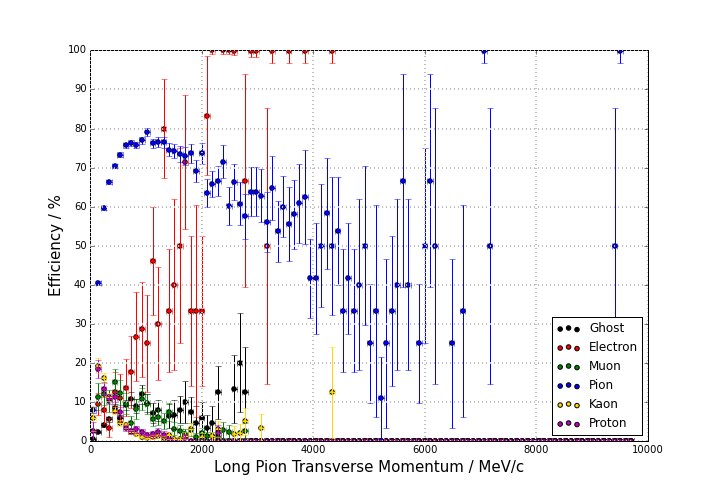 100
90
80
70
60
50
40
30
20
10
0
Efficiency / %
Ghost
Electron
Muon
Pion
Kaon
Proton
0
2000
4000
6000
8000
10000
Long Pion Transverse Momentum / MeV/c